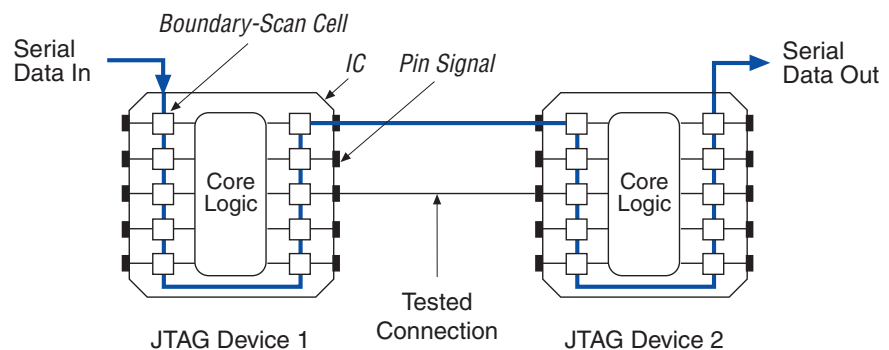 Boundary-Scan Cell
Serial
Data In
IC
Pin Signal
Serial
Data Out
Core
Logic
Core
Logic
Tested
Connection
JTAG Device 1
JTAG Device 2